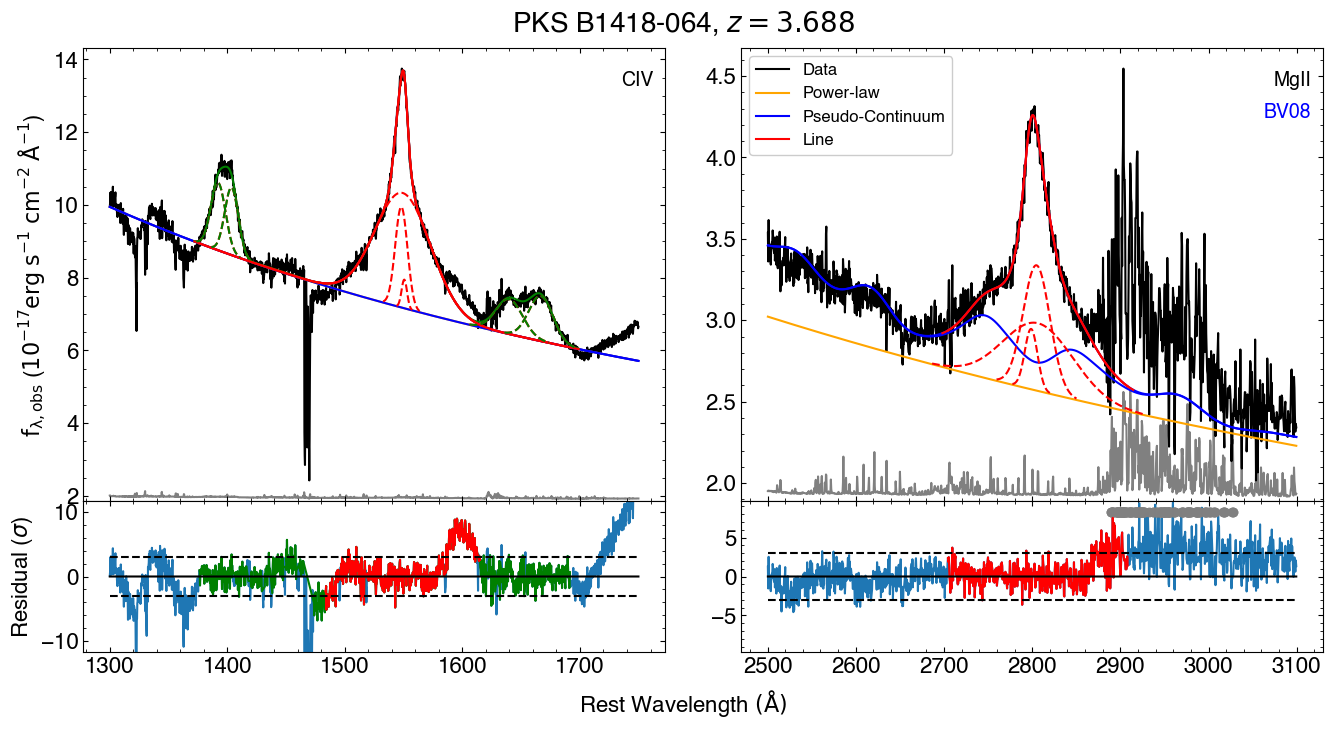 PKS B1418-064, z = 3.688
14
12
10
8
6
4
2
CIV
f_λ,obs (10⁻¹⁷erg s⁻¹ cm⁻² Å⁻¹)
10
0
−10
Residual (σ)
1300 1400 1500 1600 1700
4.5
4.0
3.5
3.0
2.5
2.0
Data
Power-law
Pseudo-Continuum
Line
MgII
BV08
5
0
−5
2500 2600 2700 2800 2900 3000 3100
Rest Wavelength (Å)